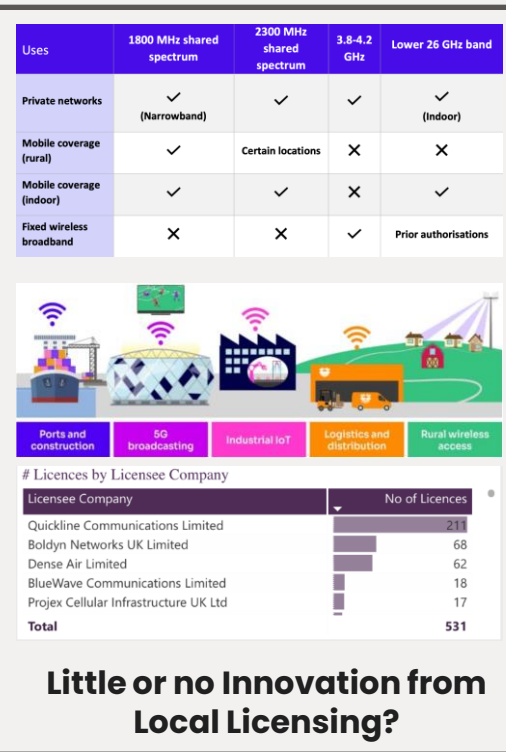 Uses
1800 MHz shared
spectrum
2300 MHz
shared
spectrum
3.8-4.2
GHz
Lower 26 GHz band
Private networks
✓
(Narrowband)
✓
✓
✓
(Indoor)
Mobile coverage
(rural)
✓
Certain locations
✕
✕
Mobile coverage
(indoor)
✓
✓
✕
✓
Fixed wireless
broadband
✕
✕
✓
Prior authorisations
Ports and
construction
5G
broadcasting
Industrial IoT
Logistics and
distribution
Rural wireless
access
# Licences by Licensee Company
Licensee Company No of Licences
Quickline Communications Limited 211
Boldyn Networks UK Limited 68
Dense Air Limited 62
BlueWave Communications Limited 18
Projex Cellular Infrastructure UK Ltd 17
Total 531
Little or no Innovation from
Local Licensing?